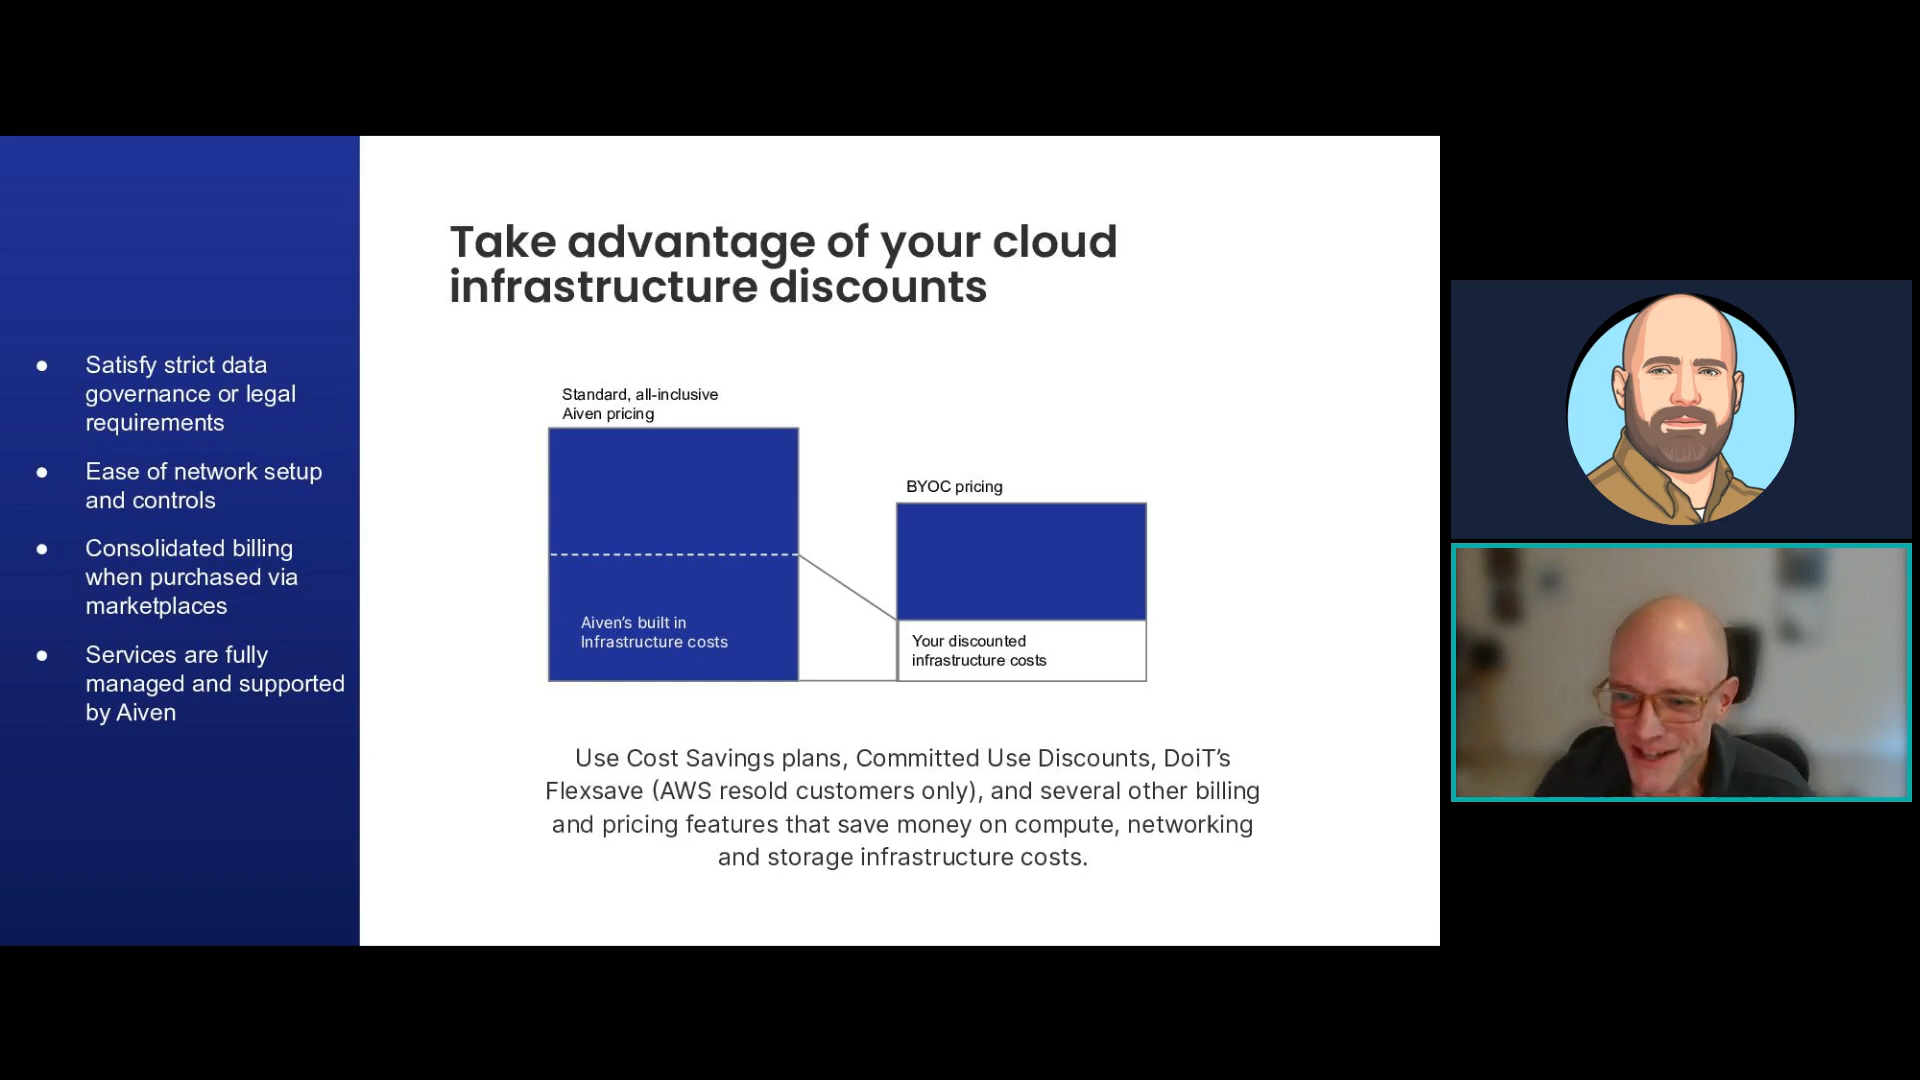 Take advantage of your cloud
infrastructure discounts
● Satisfy strict data
governance or legal
requirements
● Ease of network setup
and controls
● Consolidated billing
when purchased via
marketplaces
● Services are fully
managed and supported
by Aiven
Standard, all-inclusive
Aiven pricing
Aiven's built in
Infrastructure costs
BYOC pricing
Your discounted
infrastructure costs
Use Cost Savings plans, Committed Use Discounts, DoiT's
Flexsave (AWS resold customers only), and several other billing
and pricing features that save money on compute, networking
and storage infrastructure costs.